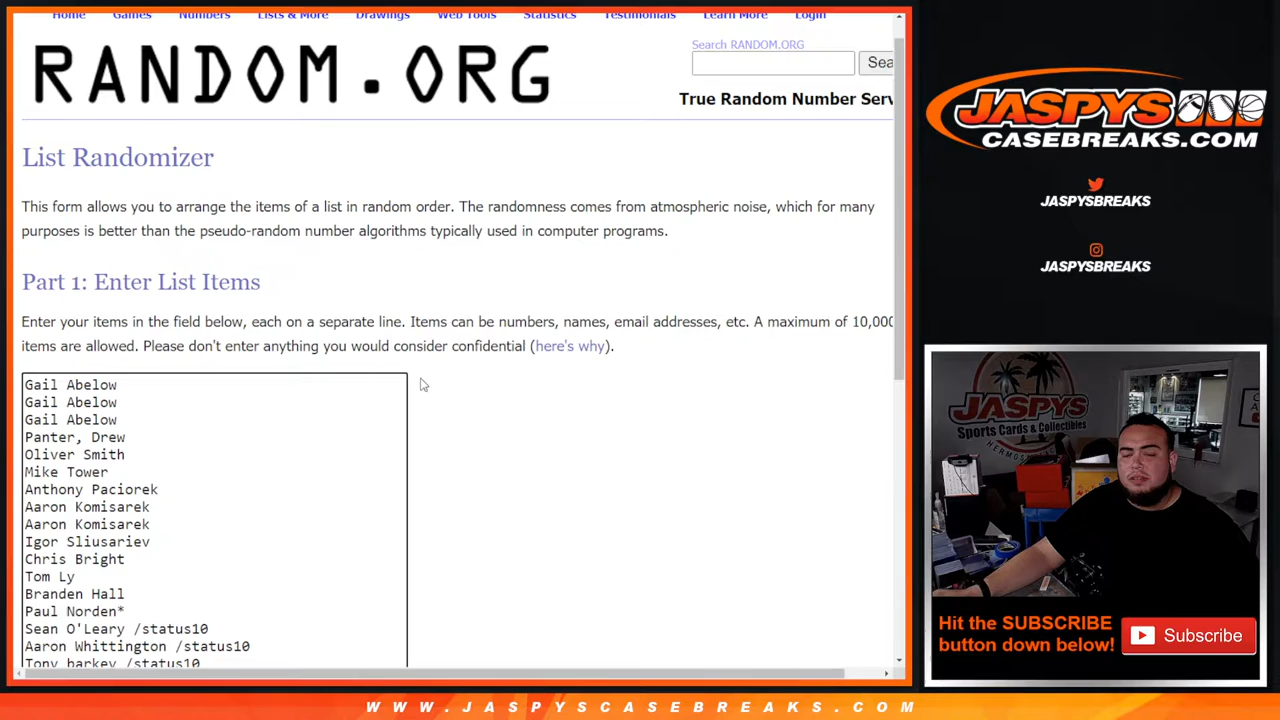 Home Games Numbers Lists & More Drawings Web Tools Statistics Testimonials Learn More Login
RANDOM.ORG
Search RANDOM.ORG
Sea
True Random Number Serv
List Randomizer
This form allows you to arrange the items of a list in random order. The randomness comes from atmospheric noise, which for many
purposes is better than the pseudo-random number algorithms typically used in computer programs.
Part 1: Enter List Items
Enter your items in the field below, each on a separate line. Items can be numbers, names, email addresses, etc. A maximum of 10,000
items are allowed. Please don't enter anything you would consider confidential (here's why).
Gail Abelow
Gail Abelow
Gail Abelow
Panter, Drew
Oliver Smith
Mike Tower
Anthony Paciorek
Aaron Komisarek
Aaron Komisarek
Igor Sliusariev
Chris Bright
Tom Ly
Branden Hall
Paul Norden*
Sean O'Leary /status10
Aaron Whittington /status10
Tony barkey /status10
JASPYS
CASEBREAKS.COM
JASPYSBREAKS
JASPYSBREAKS
JASPYS
Sports Cards & Collectibles
Hit the SUBSCRIBE
button down below!
Subscribe
WWW.JASPYSCASEBREAKS.COM